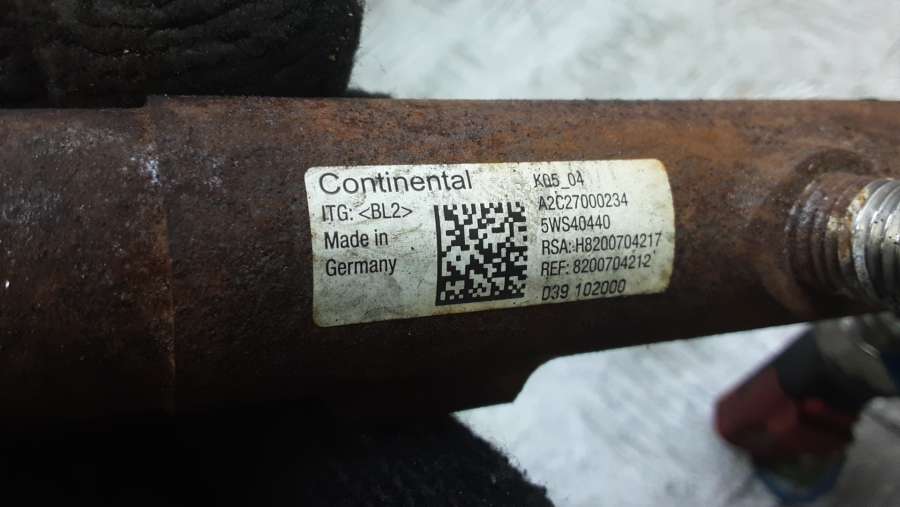 Continental
ITG: <BL2>
Made in
Germany
K05_04
A2C27000234
5WS40440
RSA: H8200704217
REF: 8200704212
D39 102000